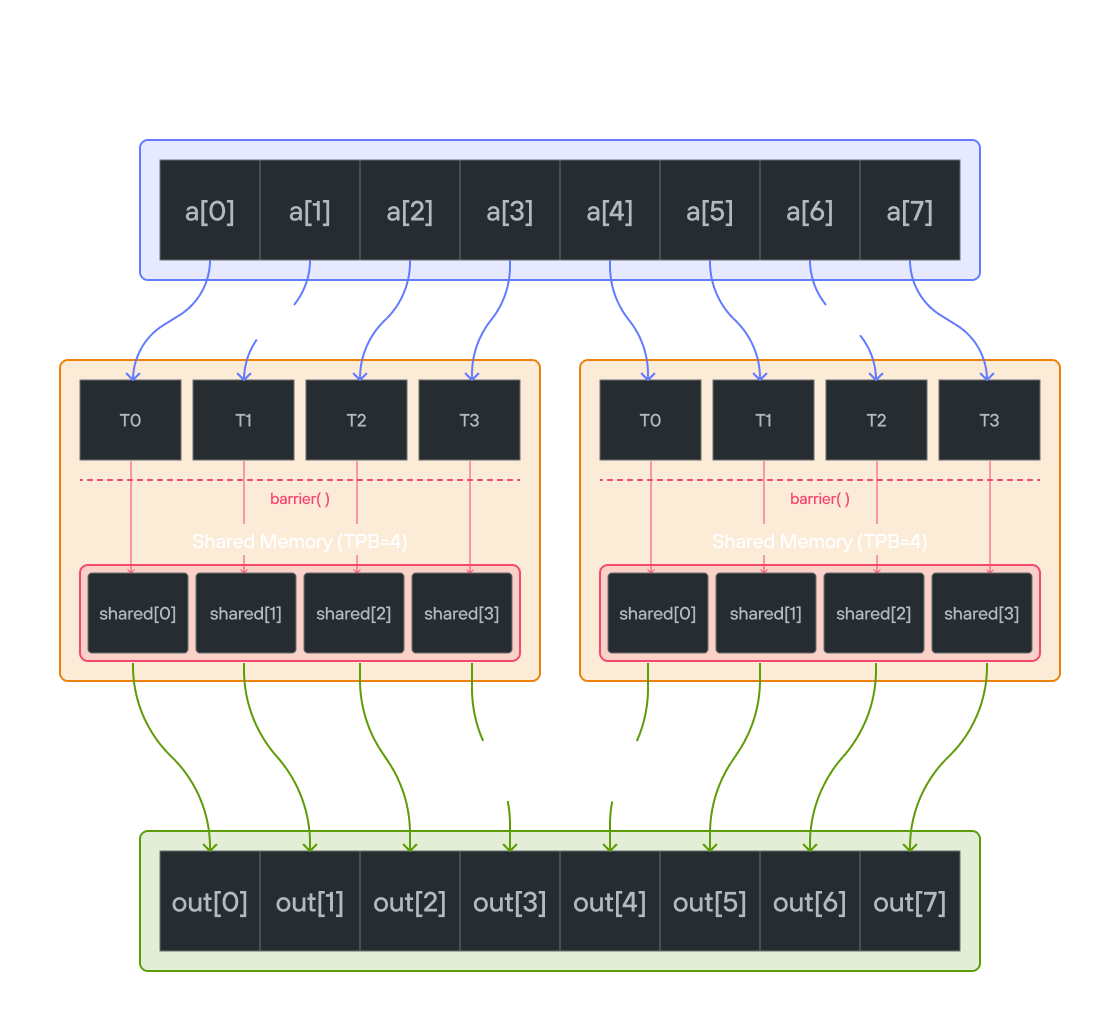 a[0] a[1] a[2] a[3] a[4] a[5] a[6] a[7]
T0 T1 T2 T3 T0 T1 T2 T3
barrier( ) barrier( )
Shared Memory (TPB=4) Shared Memory (TPB=4)
shared[0] shared[1] shared[2] shared[3] shared[0] shared[1] shared[2] shared[3]
out[0] out[1] out[2] out[3] out[4] out[5] out[6] out[7]